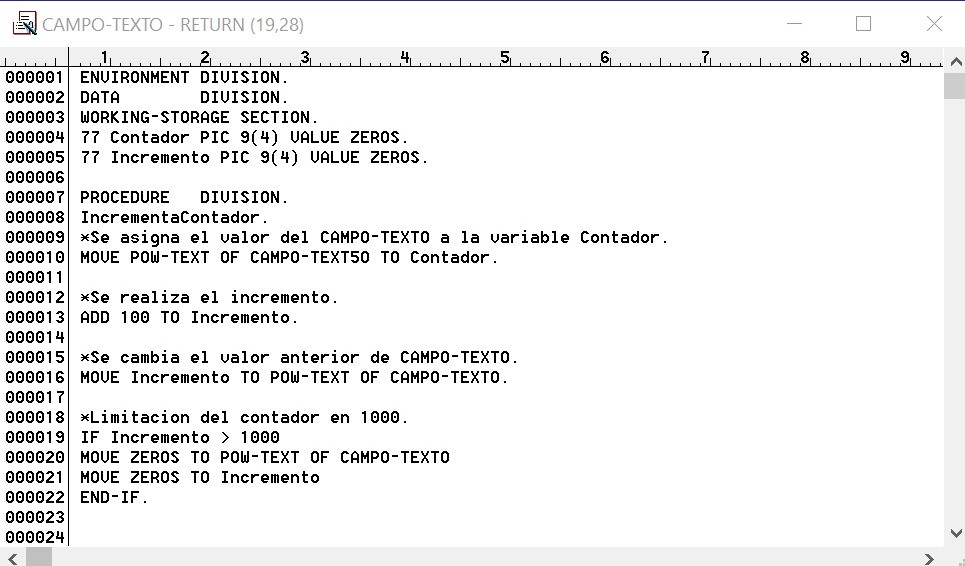 CAMPO-TEXTO - RETURN (19,28)
1 2 3 4 5 6 7 8 9
000001 ENVIRONMENT DIVISION.
000002 DATA        DIVISION.
000003 WORKING-STORAGE SECTION.
000004 77 Contador PIC 9(4) VALUE ZEROS.
000005 77 Incremento PIC 9(4) VALUE ZEROS.
000006
000007 PROCEDURE   DIVISION.
000008 IncrementaContador.
000009 *Se asigna el valor del CAMPO-TEXTO a la variable Contador.
000010 MOVE POW-TEXT OF CAMPO-TEXT5O TO Contador.
000011
000012 *Se realiza el incremento.
000013 ADD 100 TO Incremento.
000014
000015 *Se cambia el valor anterior de CAMPO-TEXTO.
000016 MOVE Incremento TO POW-TEXT OF CAMPO-TEXTO.
000017
000018 *Limitacion del contador en 1000.
000019 IF Incremento > 1000
000020 MOVE ZEROS TO POW-TEXT OF CAMPO-TEXTO
000021 MOVE ZEROS TO Incremento
000022 END-IF.
000023
000024